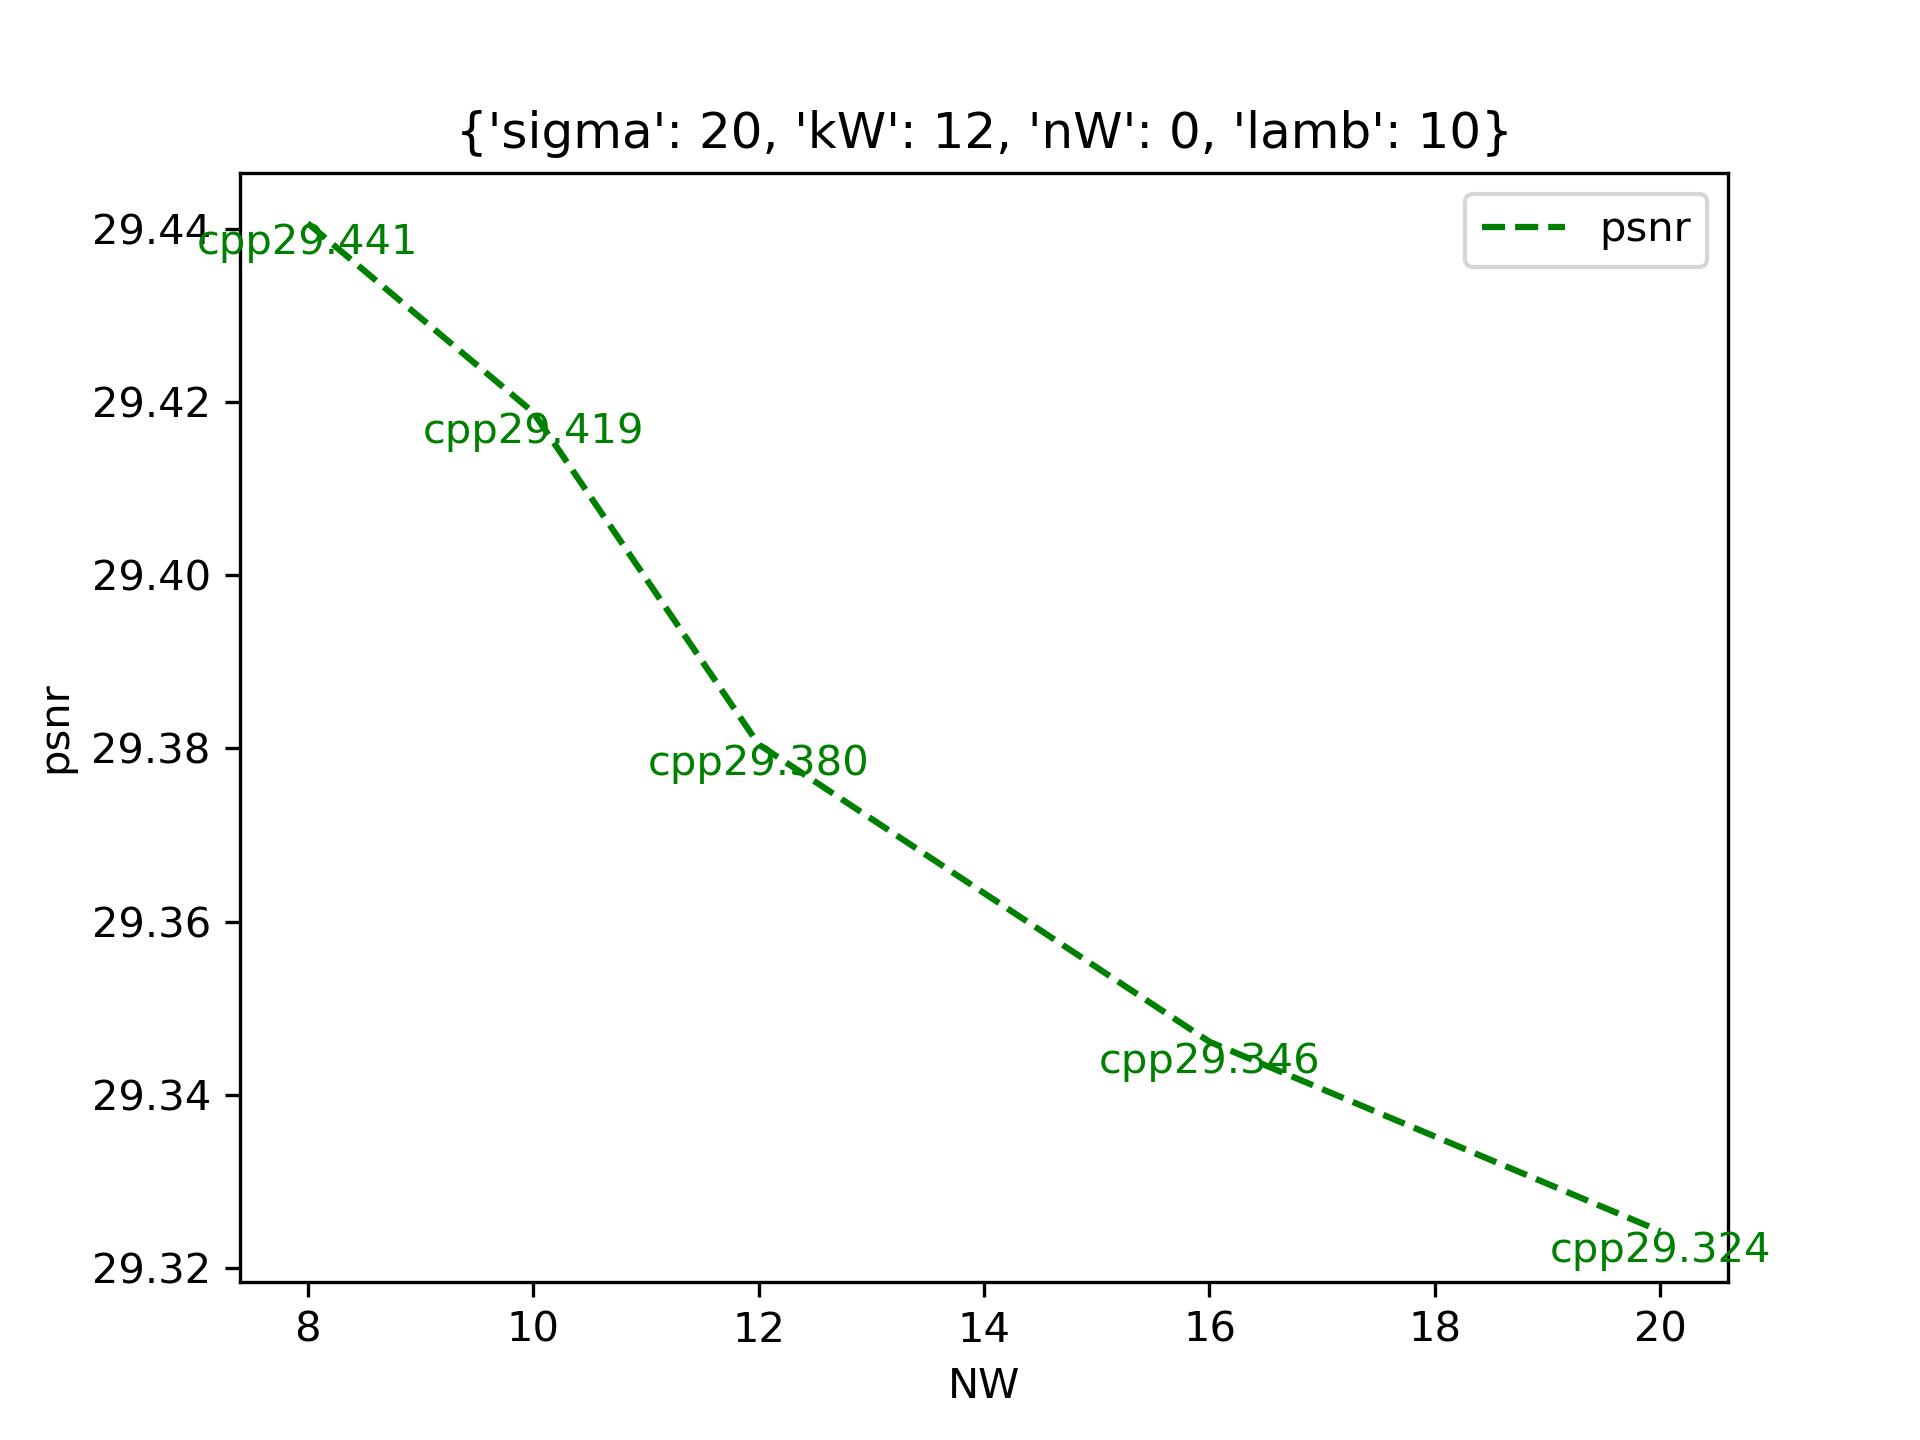 {'sigma': 20, 'kW': 12, 'nW': 0, 'lamb': 10}
psnr
29.44
29.42
29.40
29.38
29.36
29.34
29.32
cpp29.441
cpp29.419
cpp29.380
cpp29.346
cpp29.324
psnr
8 10 12 14 16 18 20
NW